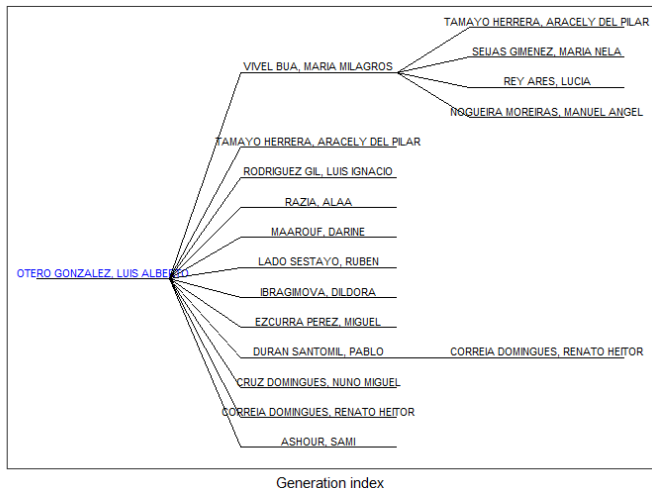 TAMAYO HERRERA, ARACELY DEL PILAR
SEIJAS GIMENEZ, MARIA NELA
VIVEL BUA, MARIA MILAGROS
REY ARES, LUCIA
NOGUEIRA MOREIRAS, MANUEL ANGEL
TAMAYO HERRERA, ARACELY DEL PILAR
RODRIGUEZ GIL, LUIS IGNACIO
RAZIA, ALAA
MAAROUF, DARINE
LADO SESTAYO, RUBEN
OTERO GONZALEZ, LUIS ALBERTO
IBRAGIMOVA, DILDORA
EZCURRA PEREZ, MIGUEL
DURAN SANTOMIL, PABLO
CORREIA DOMINGUES, RENATO HEITOR
CRUZ DOMINGUES, NUNO MIGUEL
CORREIA DOMINGUES, RENATO HEITOR
ASHOUR, SAMI
Generation index